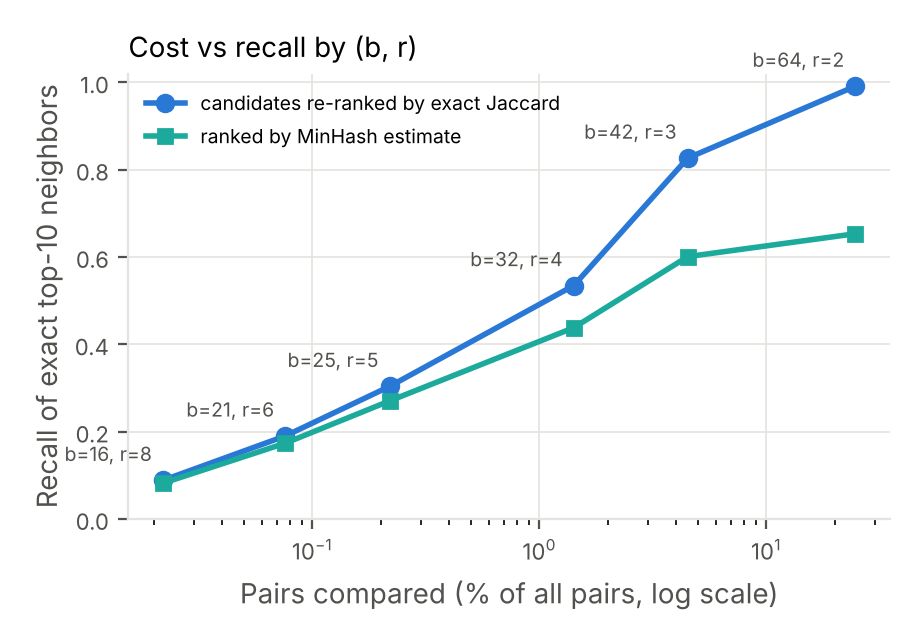 Cost vs recall by (b, r)
b=64, r=2
1.0
candidates re-ranked by exact Jaccard
b=42, r=3
ranked by MinHash estimate
0.8
0.6
b=32, r=4
0.4
b=25, r=5
b=21, r=6
0.2
b=16, r=8
0.0
Recall of exact top-10 neighbors
10⁻¹
10⁰
10¹
Pairs compared (% of all pairs, log scale)